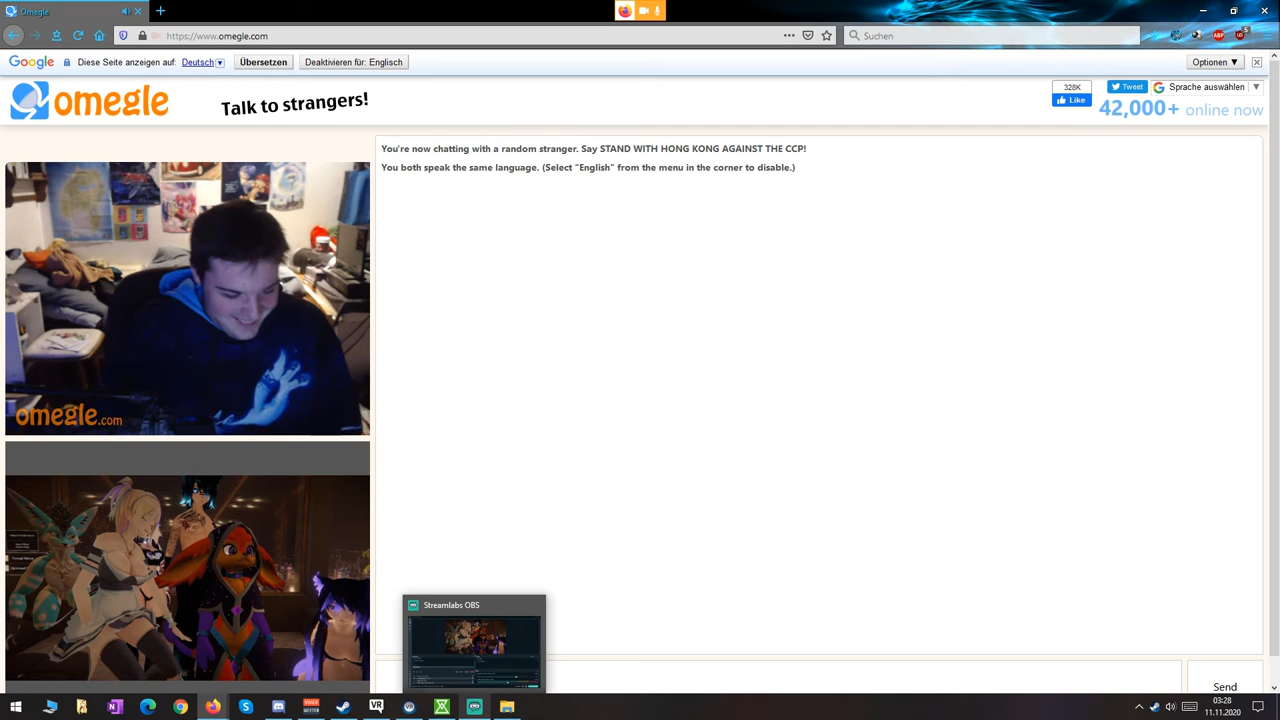 Omegle
https://www.omegle.com
Suchen
Google
Diese Seite anzeigen auf: Deutsch
Übersetzen
Deaktivieren für: Englisch
Optionen ▼
omegle
Talk to strangers!
328K
Like
Tweet
Sprache auswählen
42,000+ online now
You're now chatting with a random stranger. Say STAND WITH HONG KONG AGAINST THE CCP!
You both speak the same language. (Select "English" from the menu in the corner to disable.)
omegle.com
Streamlabs OBS
Send
03:28
11.11.2020